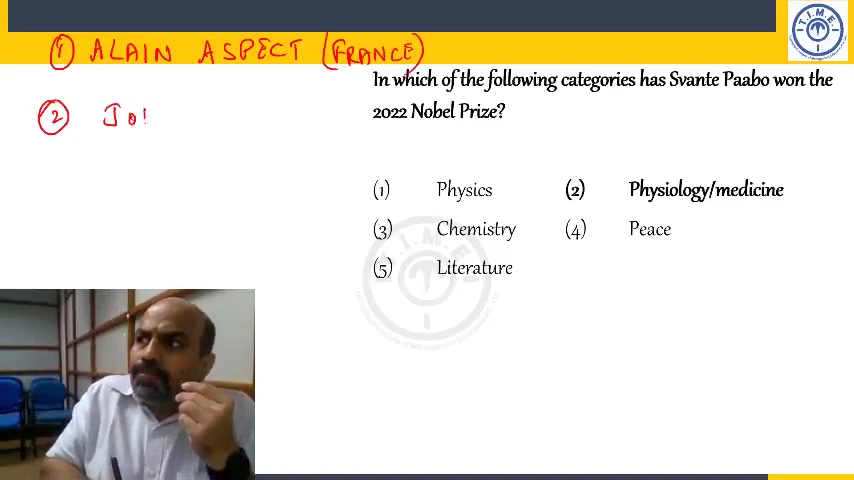 T.I.M.E.
① ALAIN ASPECT (FRANCE)
In which of the following categories has Svante Paabo won the
2022 Nobel Prize?
② Jo
(1) Physics (2) Physiology/medicine
(3) Chemistry (4) Peace
(5) Literature